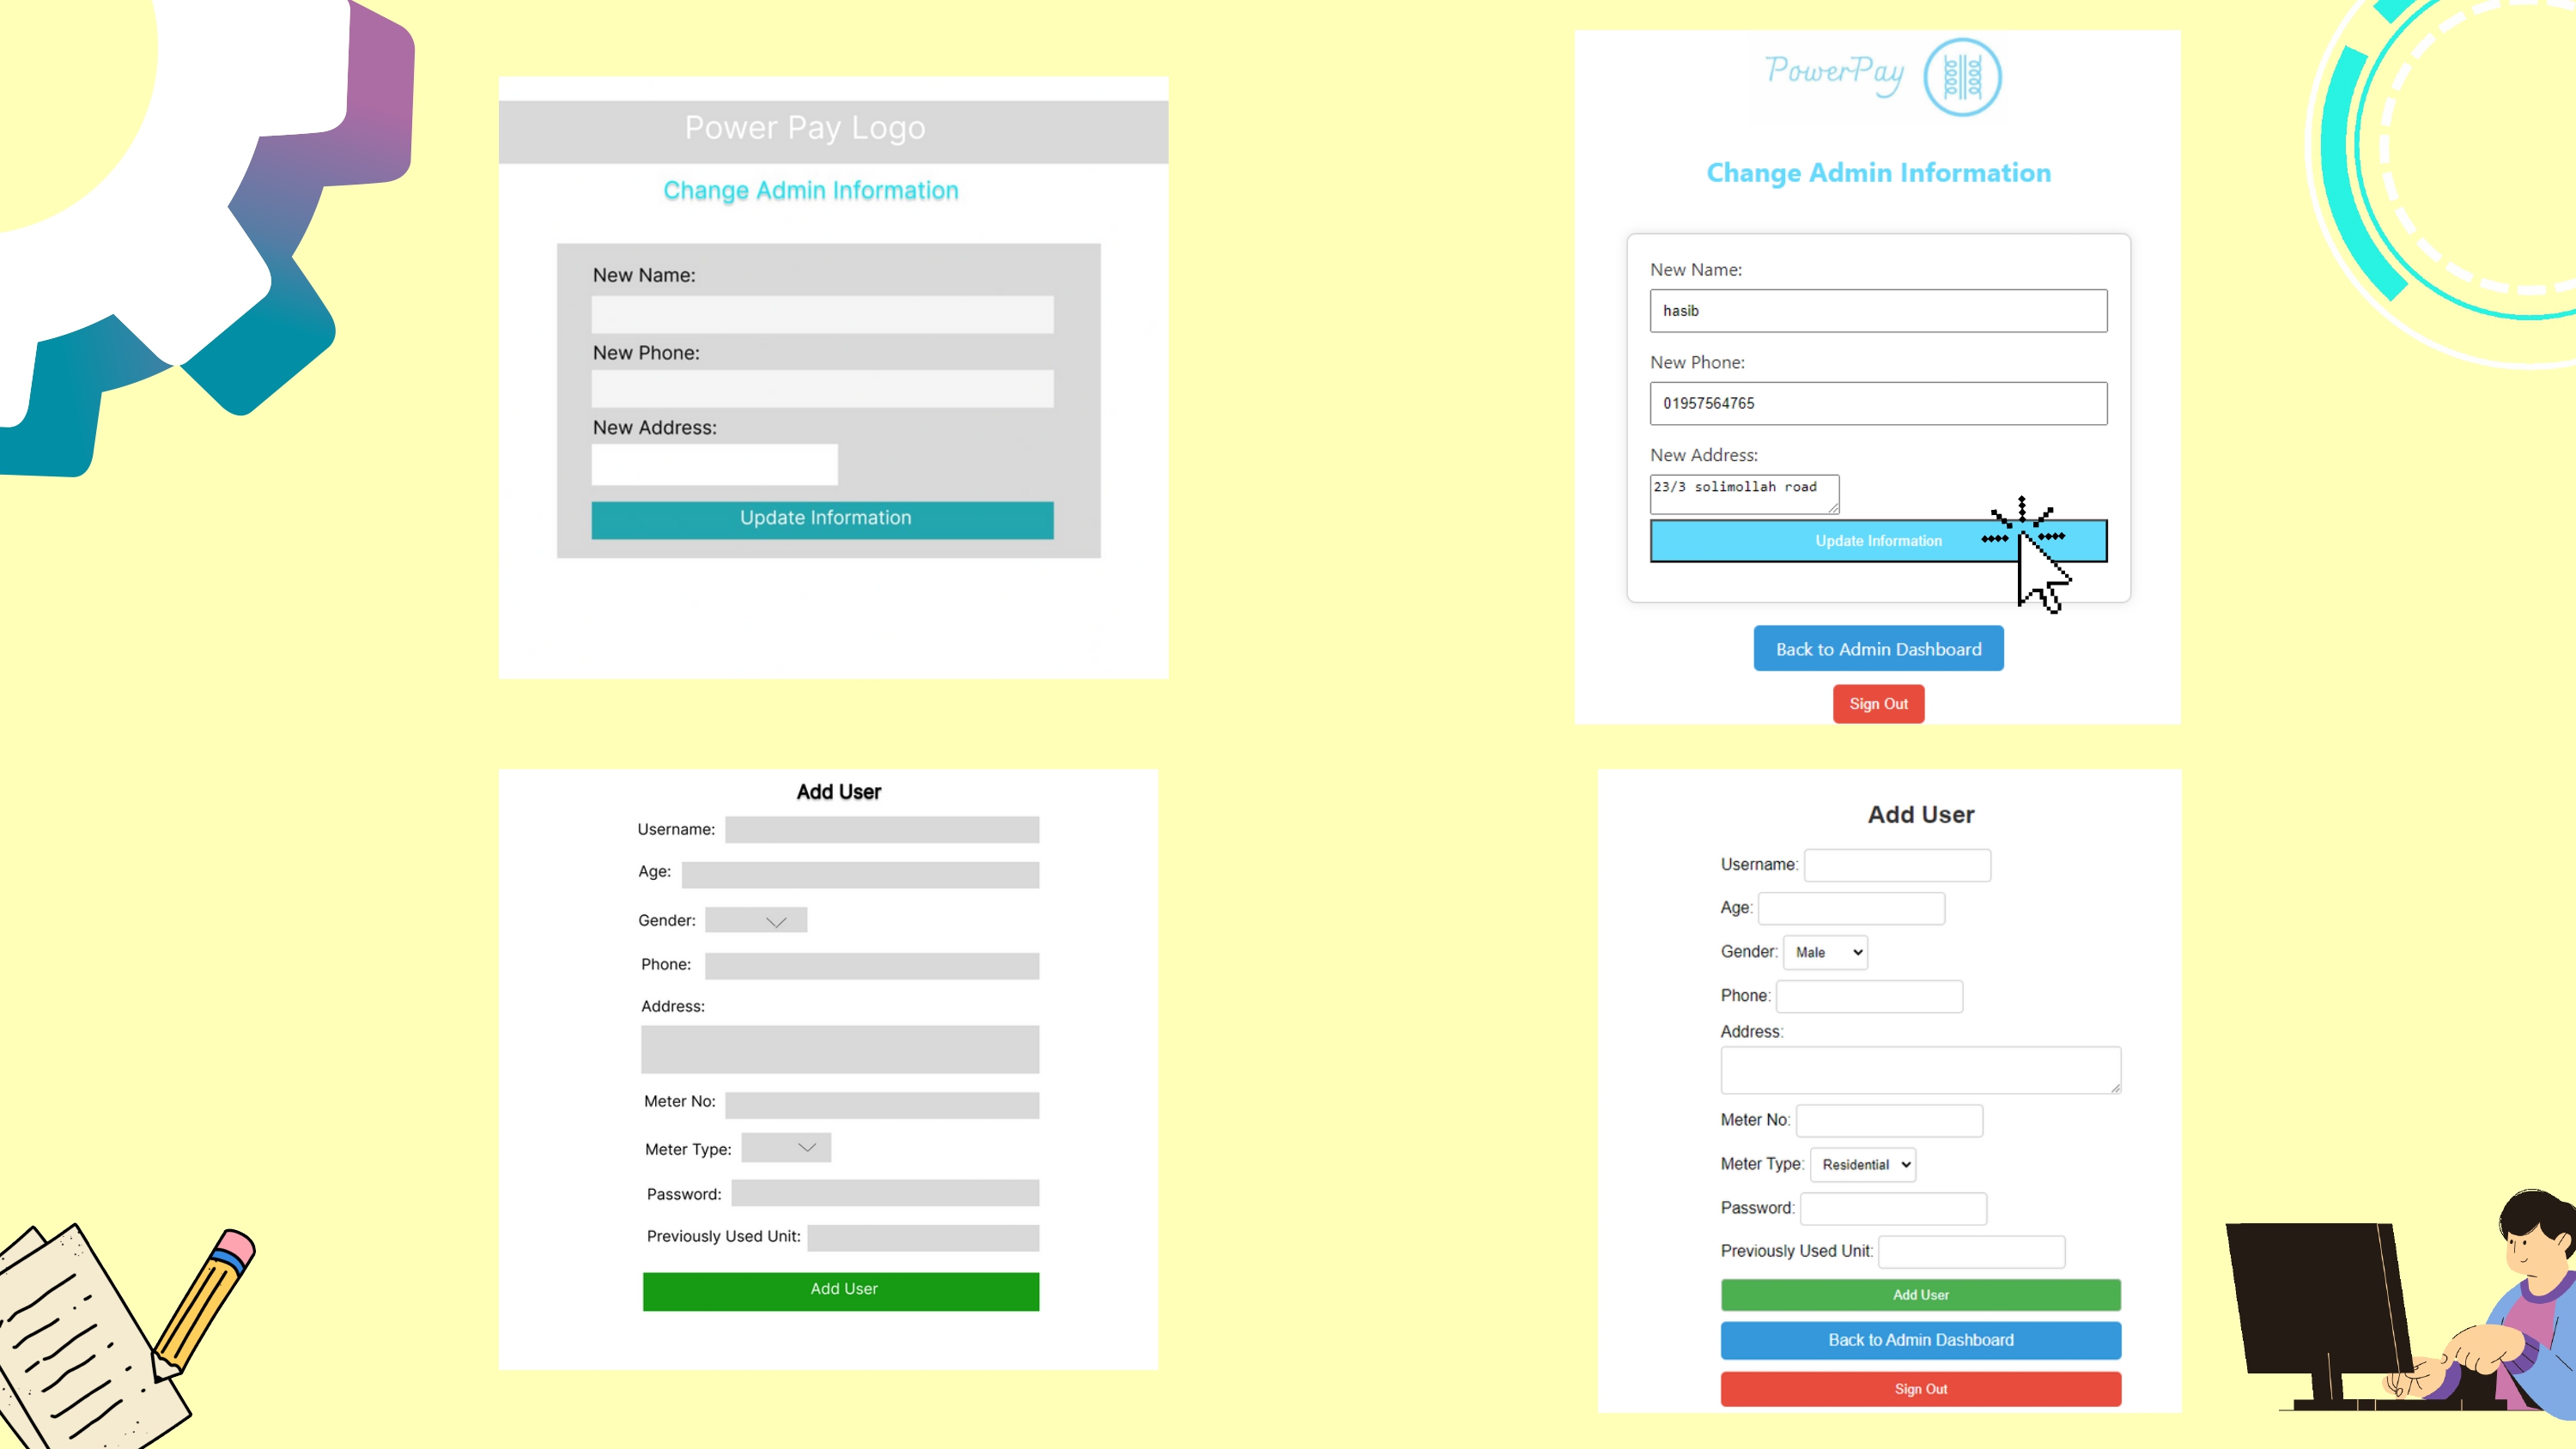 Power Pay Logo
Change Admin Information
New Name:
New Phone:
New Address:
Update Information
PowerPay
Change Admin Information
New Name:
hasib
New Phone:
01957564765
New Address:
23/3 solimollah road
Update Information
Back to Admin Dashboard
Sign Out
Add User
Username:
Age:
Gender:
Phone:
Address:
Meter No:
Meter Type:
Password:
Previously Used Unit:
Add User
Add User
Username:
Age:
Gender: Male
Phone:
Address:
Meter No:
Meter Type: Residential
Password:
Previously Used Unit:
Add User
Back to Admin Dashboard
Sign Out